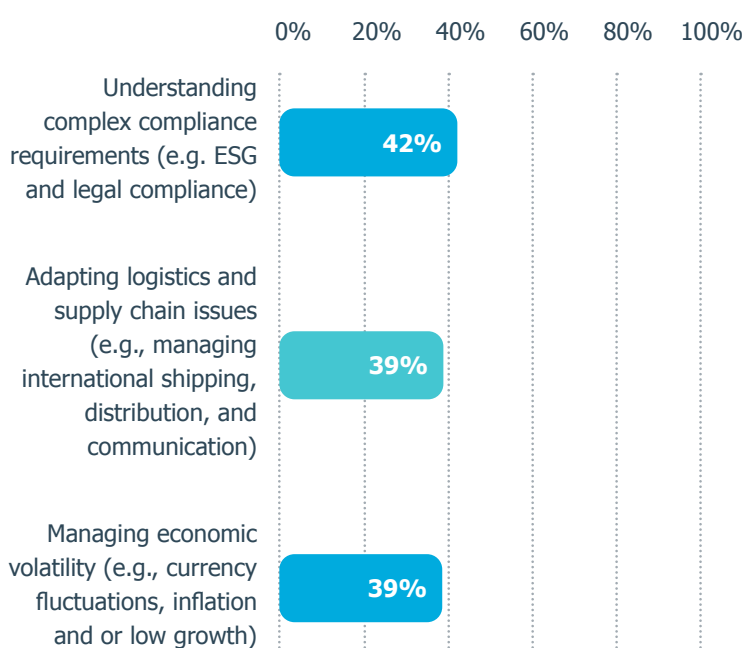 0% 20% 40% 60% 80% 100%
Understanding
complex compliance
requirements (e.g. ESG
and legal compliance)
42%
Adapting logistics and
supply chain issues
(e.g., managing
international shipping,
distribution, and
communication)
39%
Managing economic
volatility (e.g., currency
fluctuations, inflation
and or low growth)
39%